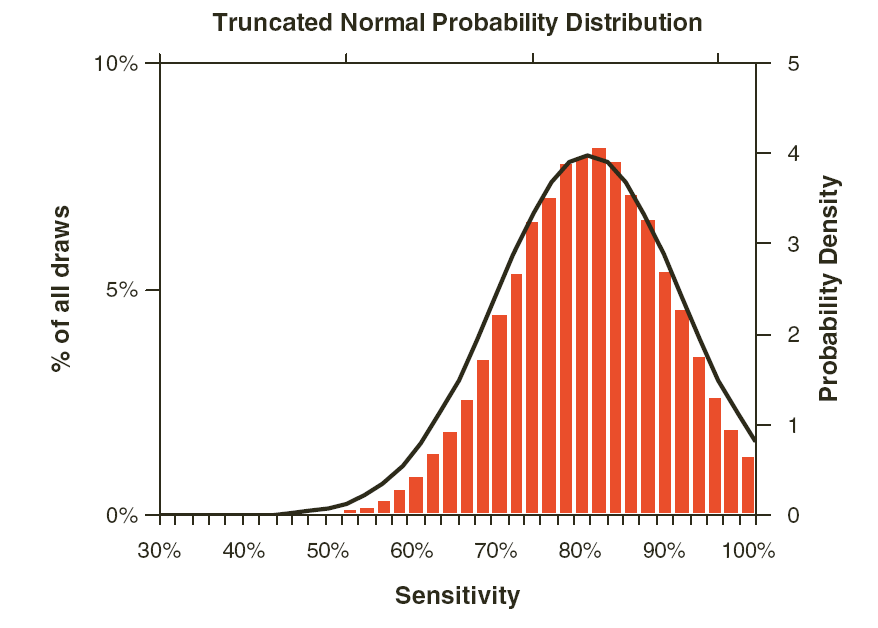 Truncated Normal Probability Distribution
10%
5%
0%
% of all draws
5
4
3
2
1
0
Probability Density
30% 40% 50% 60% 70% 80% 90% 100%
Sensitivity